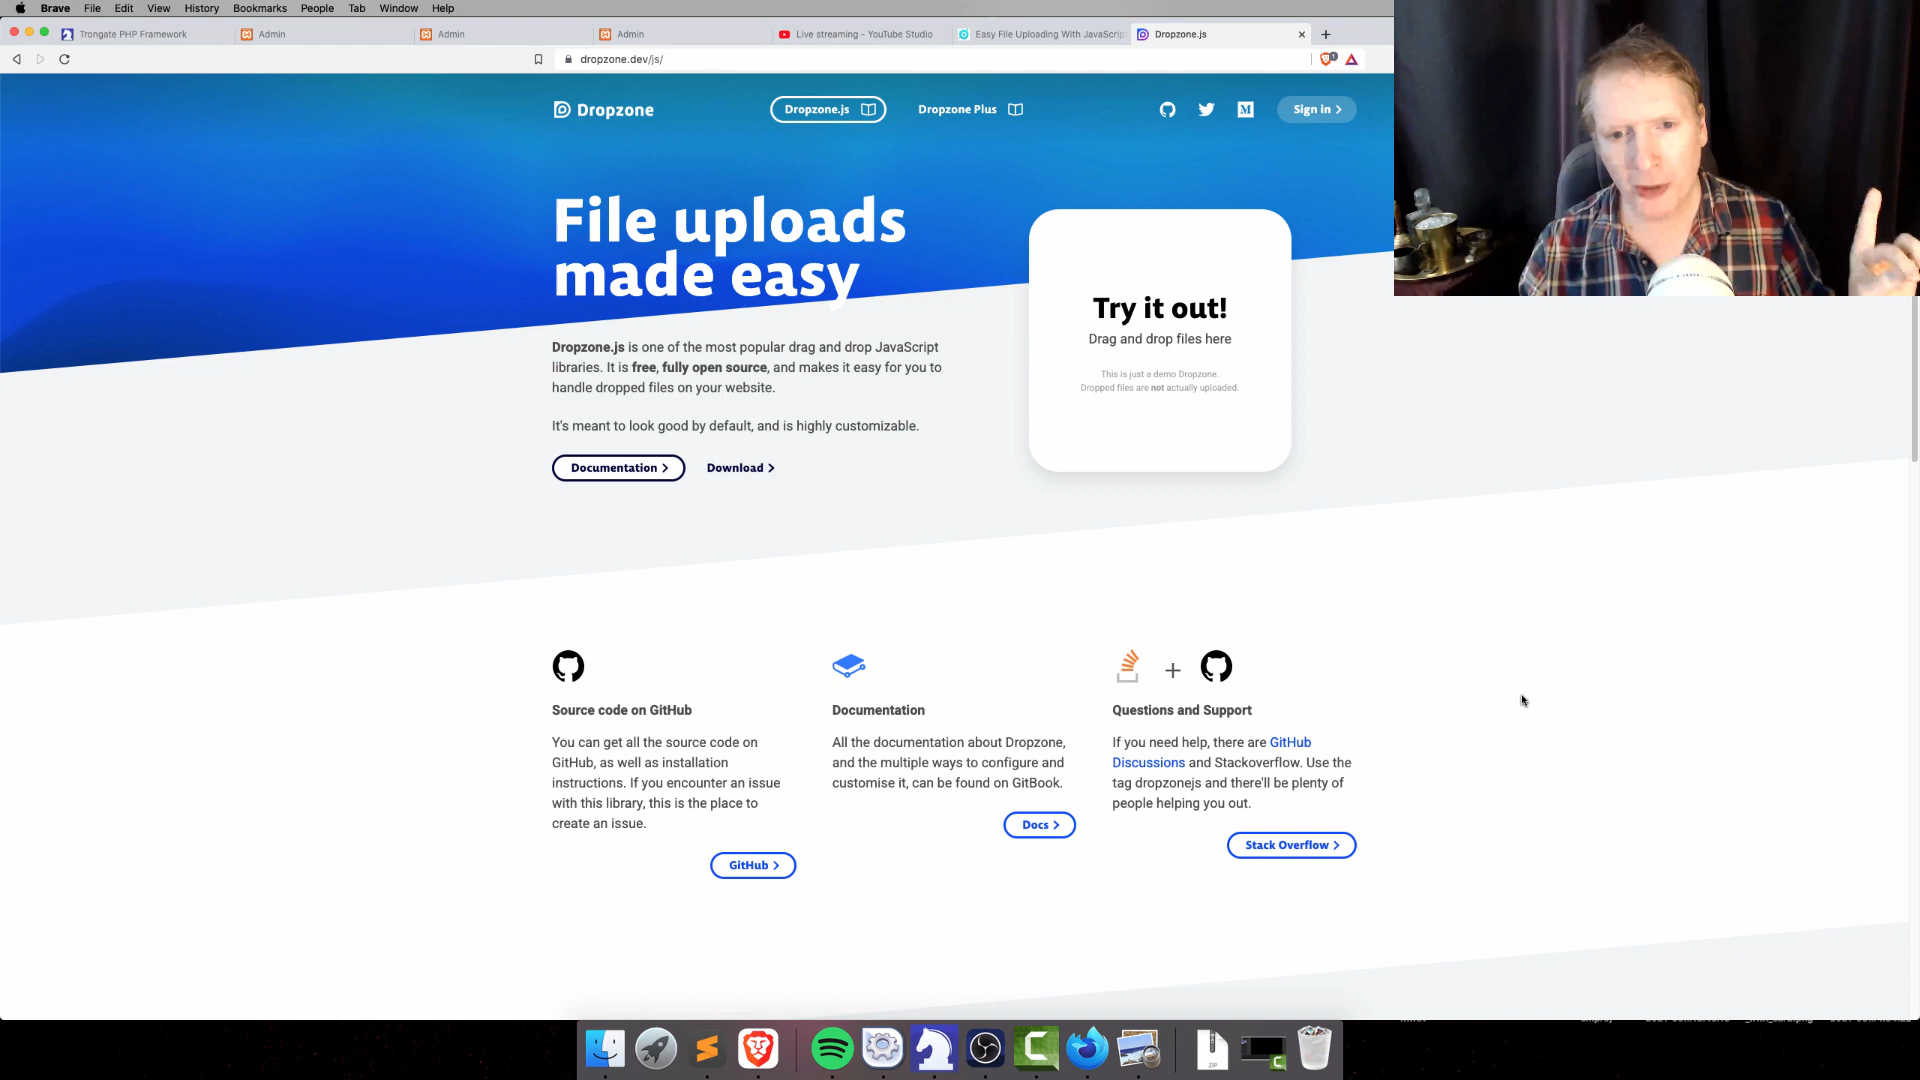 Brave File Edit View History Bookmarks People Tab Window Help
Trongate PHP Framework
Admin
Admin
Admin
Live streaming - YouTube Studio
Easy File Uploading With JavaScrip
Dropzone.js
dropzone.dev/js/
Dropzone
Dropzone.js
Dropzone Plus
M
Sign in >
File uploads
made easy
Try it out!
Drag and drop files here
This is just a demo Dropzone.
Dropped files are not actually uploaded.
Dropzone.js is one of the most popular drag and drop JavaScript
libraries. It is free, fully open source, and makes it easy for you to
handle dropped files on your website.
It's meant to look good by default, and is highly customizable.
Documentation >
Download >
+
Source code on GitHub
You can get all the source code on
GitHub, as well as installation
instructions. If you encounter an issue
with this library, this is the place to
create an issue.
GitHub >
Documentation
All the documentation about Dropzone,
and the multiple ways to configure and
customise it, can be found on GitBook.
Docs >
Questions and Support
If you need help, there are GitHub
Discussions and Stackoverflow. Use the
tag dropzonejs and there'll be plenty of
people helping you out.
Stack Overflow >
ZIP